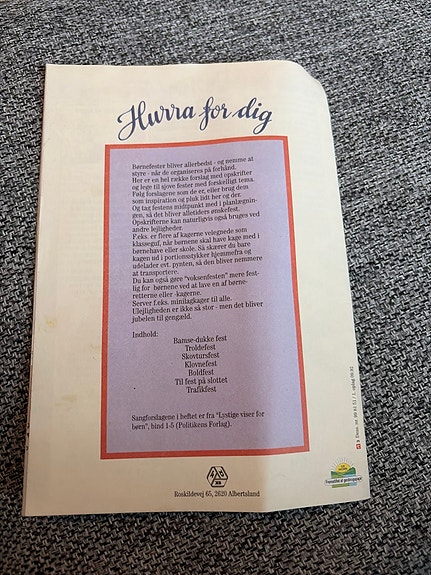 Hurra for dig
Børnefester bliver allerbedst - og nemme at
styre - når de organiseres på forhånd.
Her er en hel række forslag med opskrifter
og lege til sjove fester med forskelligt tema.
Følg forslagene som de er, eller brug dem
som inspiration og pluk lidt her og der.
Og tag festens midtpunkt med i planlægnin-
gen, så det bliver alletiders ønskefest.
Opskrifterne kan naturligvis også bruges ved
andre lejligheder.
F.eks. er flere af kagerne velegnede som
klasseguf, når børnene skal have kage med i
børnehave eller skole. Så skærer du bare
kagen ud i portionsstykker hjemmefra og
udelader evt. pynten, så den bliver nemmere
at transportere.
Du kan også gøre "voksenfesten" mere fest-
lig for børnene ved at lave en af børne-
retterne eller -kagerne.
Server f.eks. minilagkager til alle.
Ulejligheden er ikke så stor - men det bliver
jubelen til gengæld.
Indhold:
Bamse-dukke fest
Troldefest
Skovtursfest
Klovnefest
Boldfest
Til fest på slottet
Trafikfest
Sangforslagene i heftet er fra "Lystige viser for
børn", bind 1-5 (Politikens Forlag).
Roskildevej 65, 2620 Albertslund